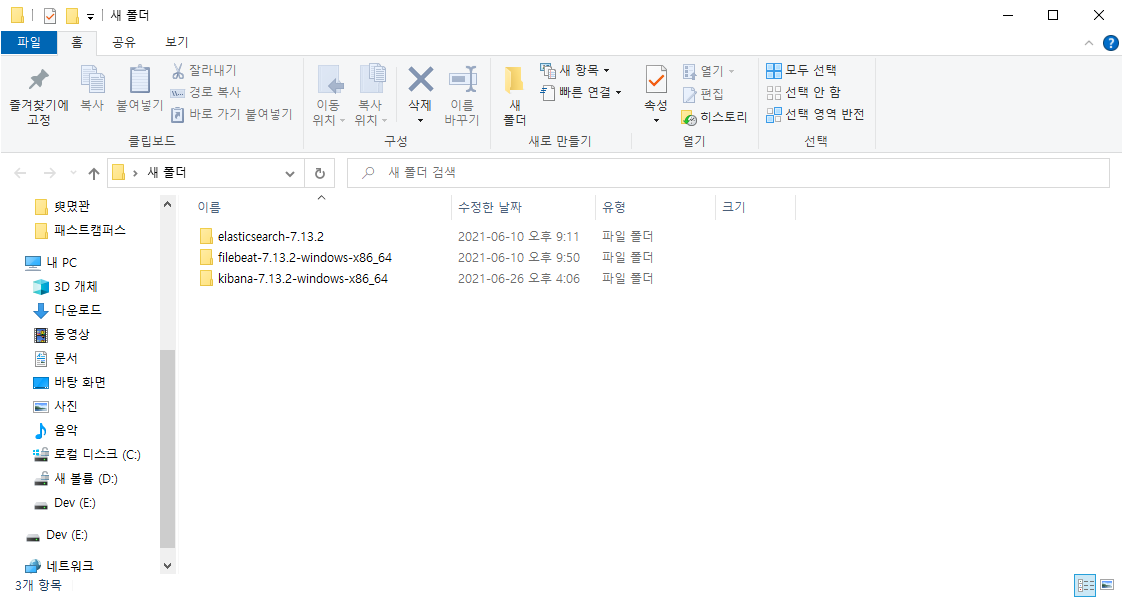 새 폴더
파일 홈 공유 보기
즐겨찾기에 고정
복사
붙여넣기
잘라내기
경로 복사
바로 가기 붙여넣기
클립보드
이동 위치
복사 위치
삭제
이름 바꾸기
구성
새 폴더
새 항목
빠른 연결
새로 만들기
속성
열기
편집
히스토리
열기
모두 선택
선택 안 함
선택 영역 반전
선택
새 폴더
새 폴더 검색
패스트캠퍼스
내 PC
3D 개체
다운로드
동영상
문서
바탕 화면
사진
음악
로컬 디스크 (C:)
새 볼륨 (D:)
Dev (E:)
Dev (E:)
네트워크
이름 수정한 날짜 유형 크기
elasticsearch-7.13.2 2021-06-10 오후 9:11 파일 폴더
filebeat-7.13.2-windows-x86_64 2021-06-10 오후 9:50 파일 폴더
kibana-7.13.2-windows-x86_64 2021-06-26 오후 4:06 파일 폴더
3개 항목